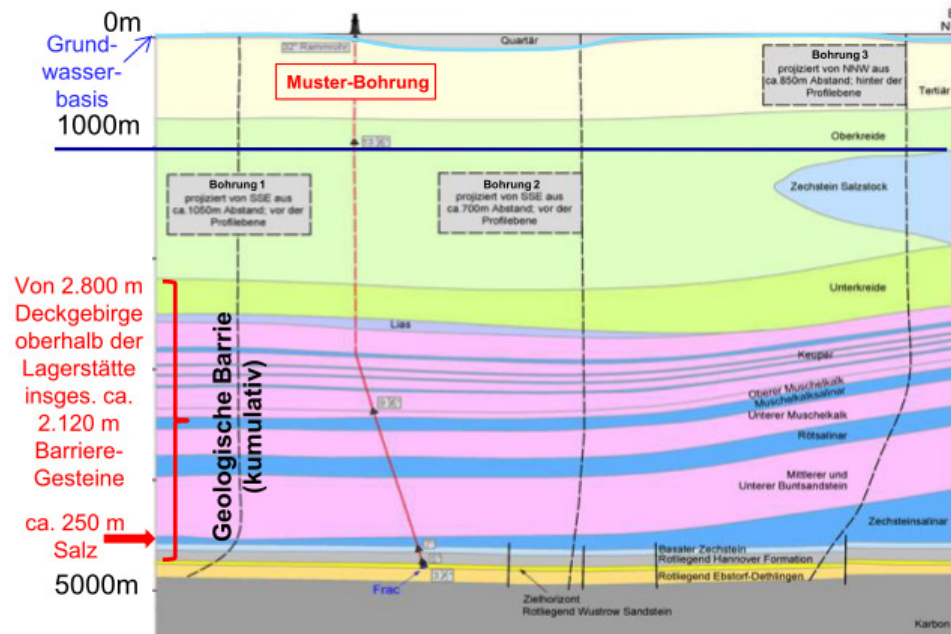 0m
Grund-
wasser-
basis
1000m
Quartär
32" Rammrohr
Muster-Bohrung
Bohrung 3
projiziert von NNW aus
ca.850m Abstand; hinter der
Profilebene
N
Tertiär
Oberkreide
Zechstein Salzstock
Bohrung 1
projiziert von SSE aus
ca.1050m Abstand; vor der
Profilebene
Bohrung 2
projiziert von SSE aus
ca.700m Abstand; vor der
Profilebene
Unterkreide
Von 2.800 m
Deckgebirge
oberhalb der
Lagerstätte
insges. ca.
2.120 m
Barriere-
Gesteine
ca. 250 m
Salz
Geologische Barrie
(kumulativ)
Lias
Keuper
Oberer Muschelkalk
Muschelkalksalinar
Unterer Muschelkalk
Rötsalinar
Mittlerer und
Unterer Buntsandstein
Zechsteinsalinar
Basaler Zechstein
Rotliegend Hannover Formation
Rotliegend Ebstorf-Dethlingen
5000m
Frac
Zielhorizont
Rotliegend Wustrow Sandstein
Karbon